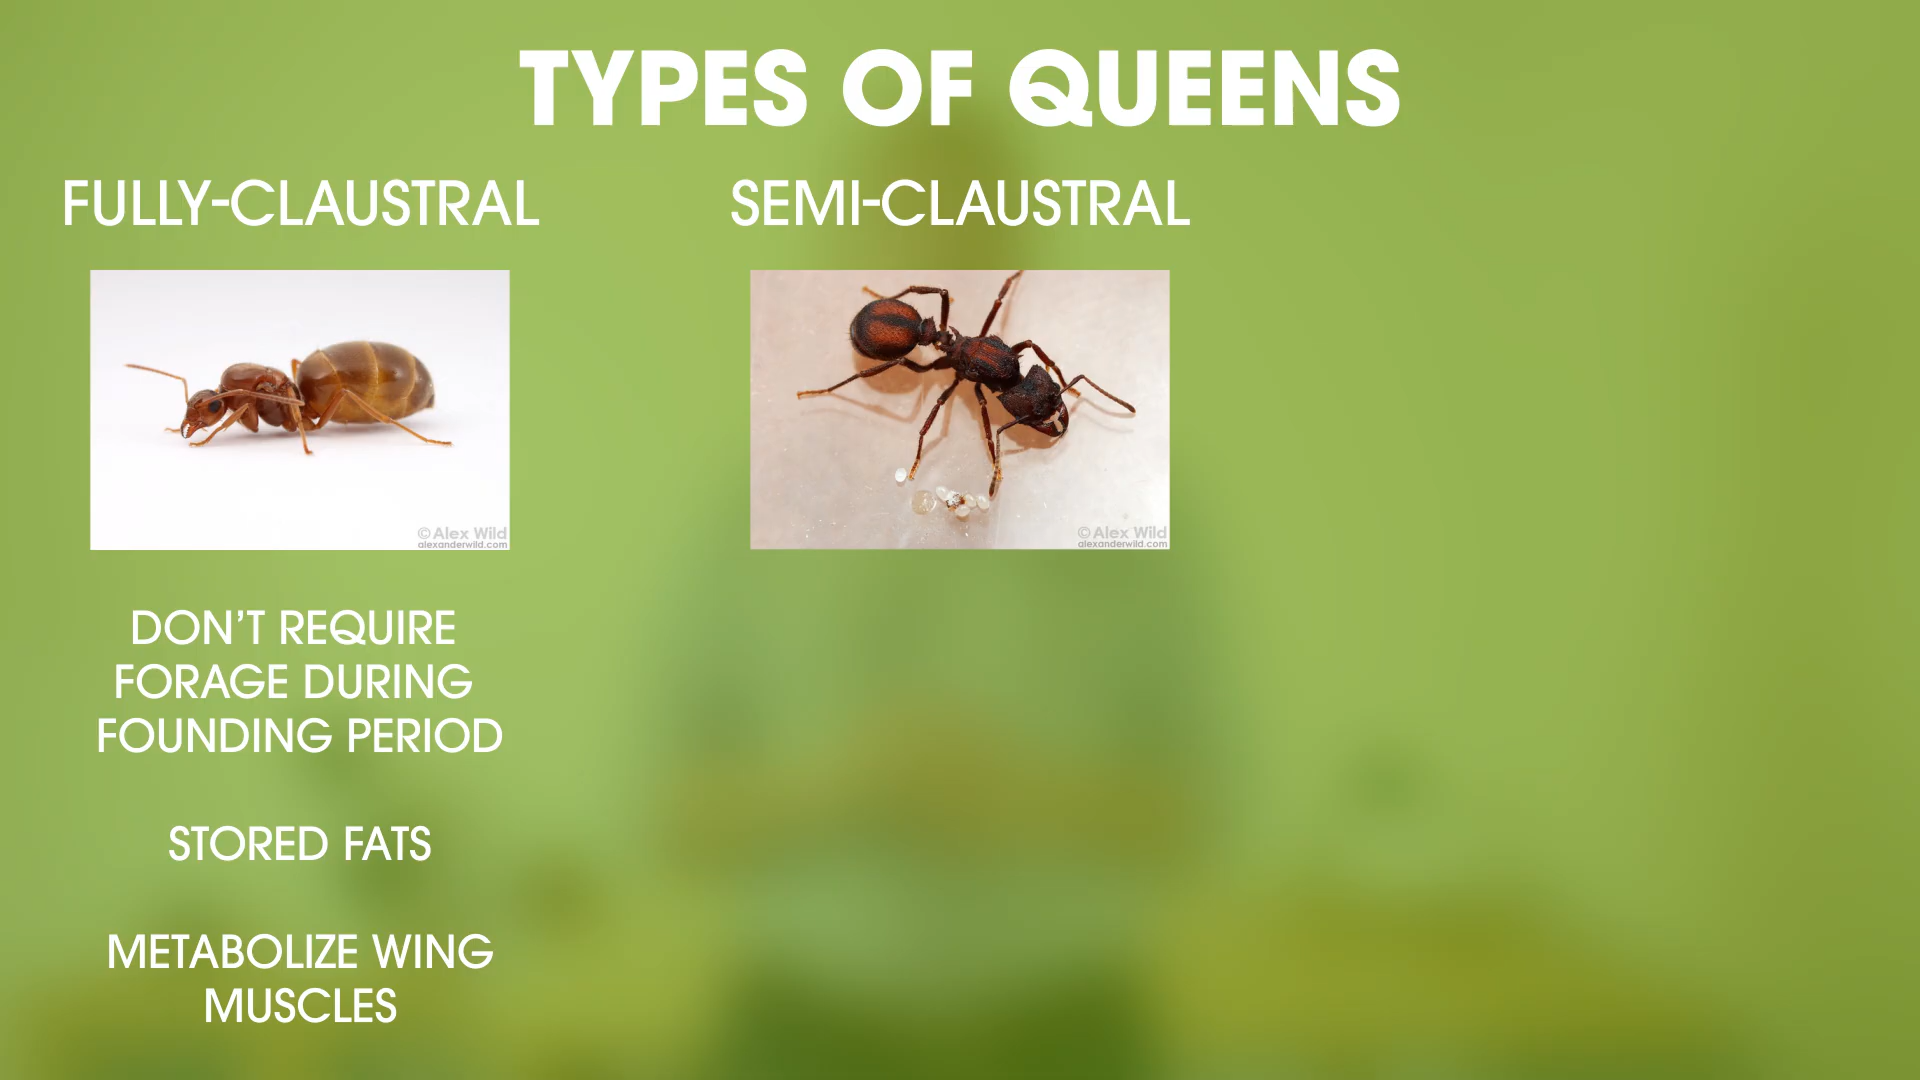 TYPES OF QUEENS
FULLY-CLAUSTRAL
SEMI-CLAUSTRAL
© Alex Wild
alexanderwild.com
© Alex Wild
alexanderwild.com
DON'T REQUIRE
FORAGE DURING
FOUNDING PERIOD
STORED FATS
METABOLIZE WING
MUSCLES